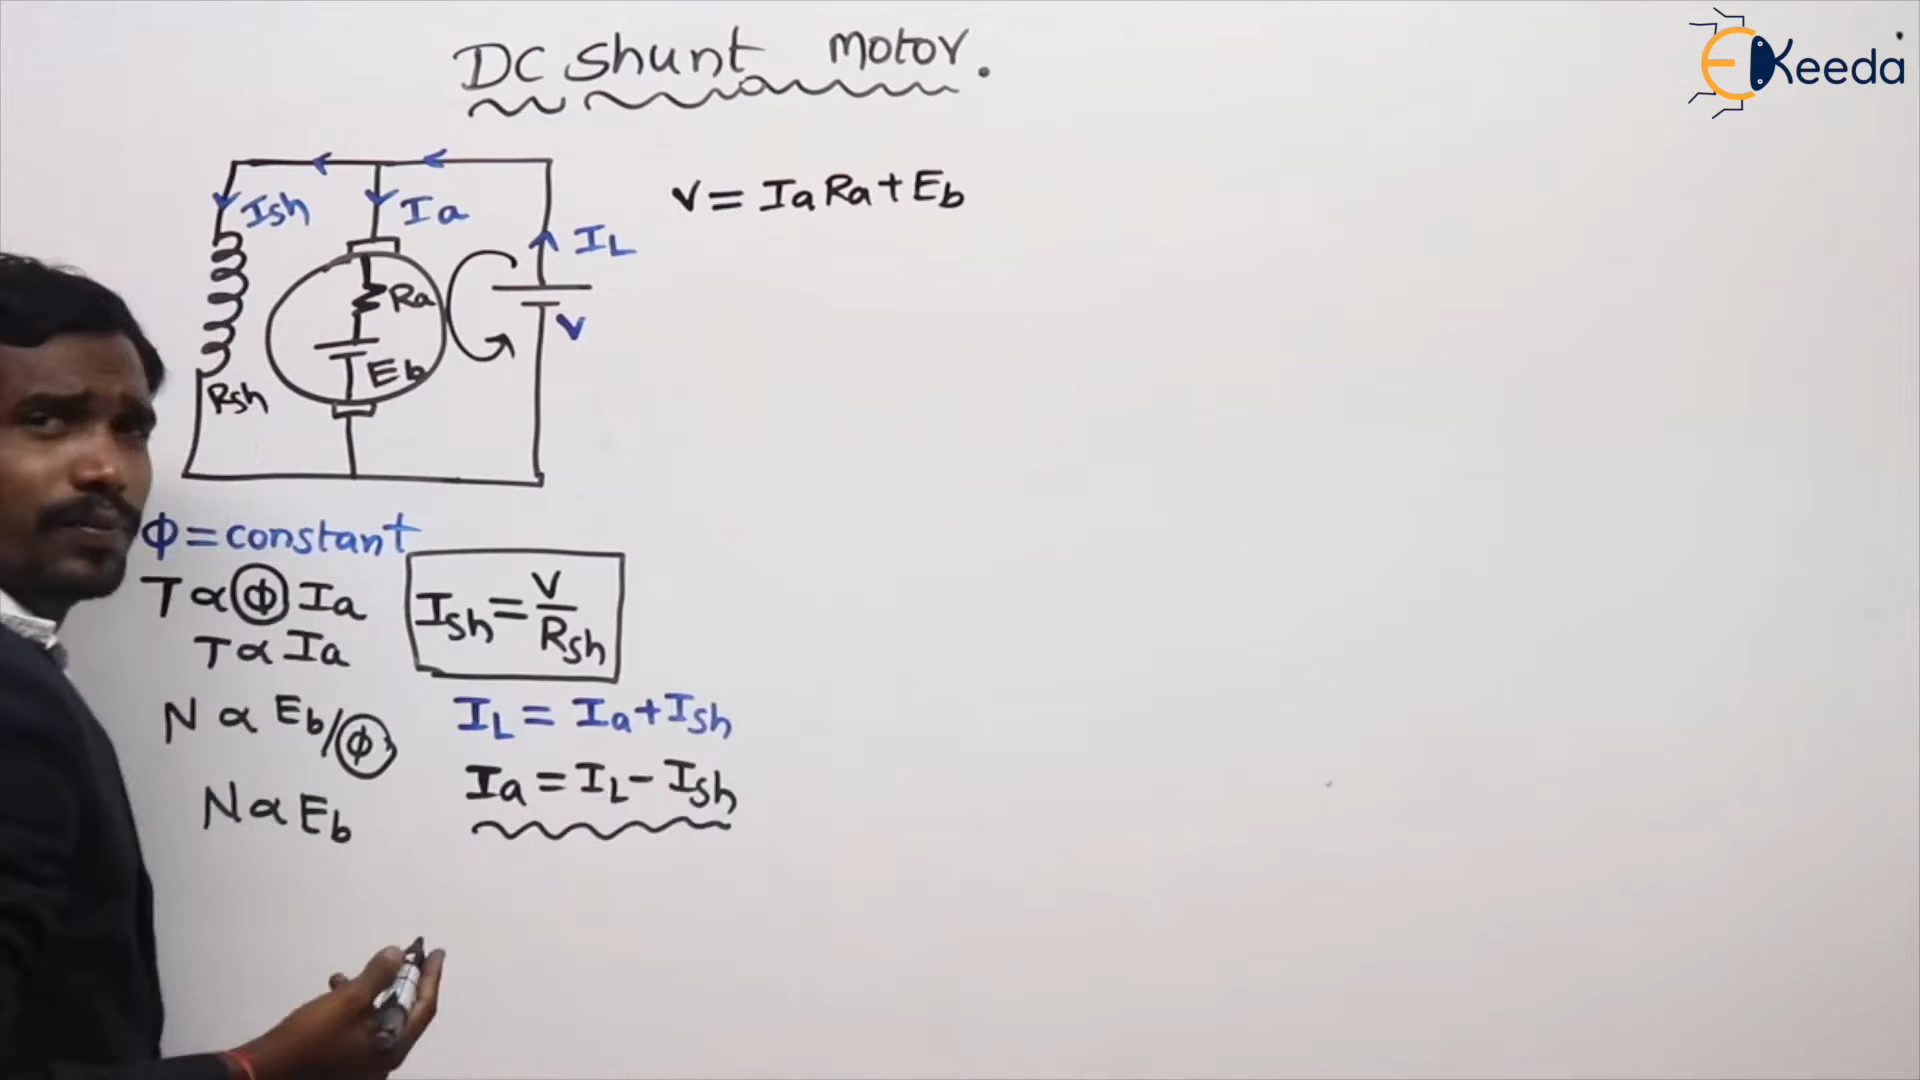 DC Shunt Motor.
EKeeda
V = IaRa + Eb
Ish
Ia
IL
Ra
V
Eb
Rsh
ϕ = constant
T ∝ ϕ Ia
Ish = V/Rsh
T ∝ Ia
N ∝ Eb/ϕ
IL = Ia + Ish
Ia = IL - Ish
N ∝ Eb